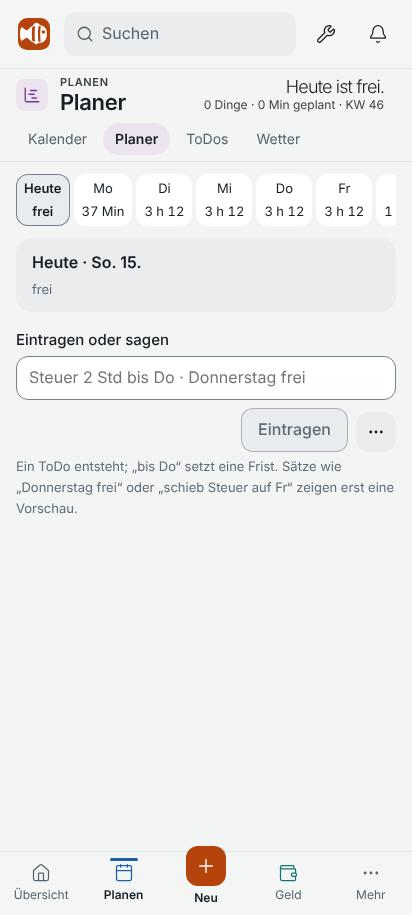 Suchen
PLANEN
Planer
Heute ist frei.
0 Dinge · 0 Min geplant · KW 46
Kalender Planer ToDos Wetter
Heute Mo Di Mi Do Fr
frei 37 Min 3 h 12 3 h 12 3 h 12 3 h 12 1
Heute · So. 15.
frei
Eintragen oder sagen
Steuer 2 Std bis Do · Donnerstag frei
Eintragen
Ein ToDo entsteht; „bis Do“ setzt eine Frist. Sätze wie
„Donnerstag frei“ oder „schieb Steuer auf Fr“ zeigen erst eine
Vorschau.
Übersicht Planen Neu Geld Mehr